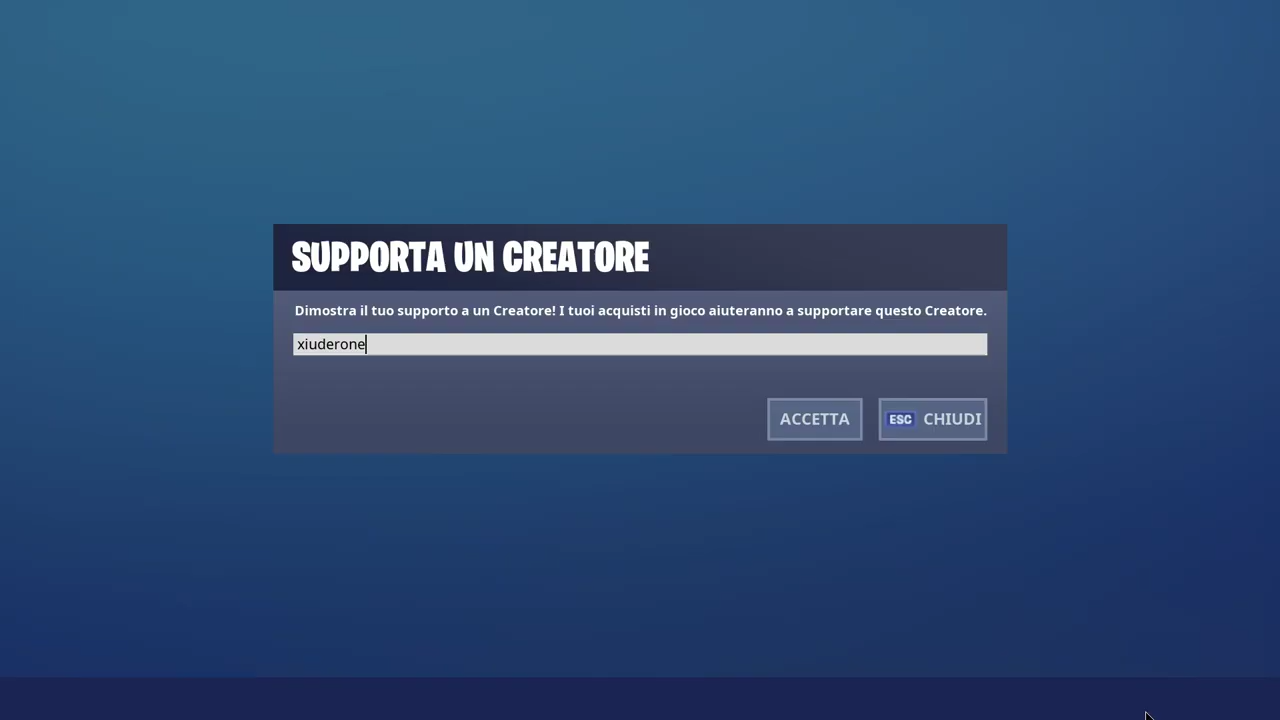 SUPPORTA UN CREATORE
Dimostra il tuo supporto a un Creatore! I tuoi acquisti in gioco aiuteranno a supportare questo Creatore.
xiuderone
ACCETTA
ESC CHIUDI